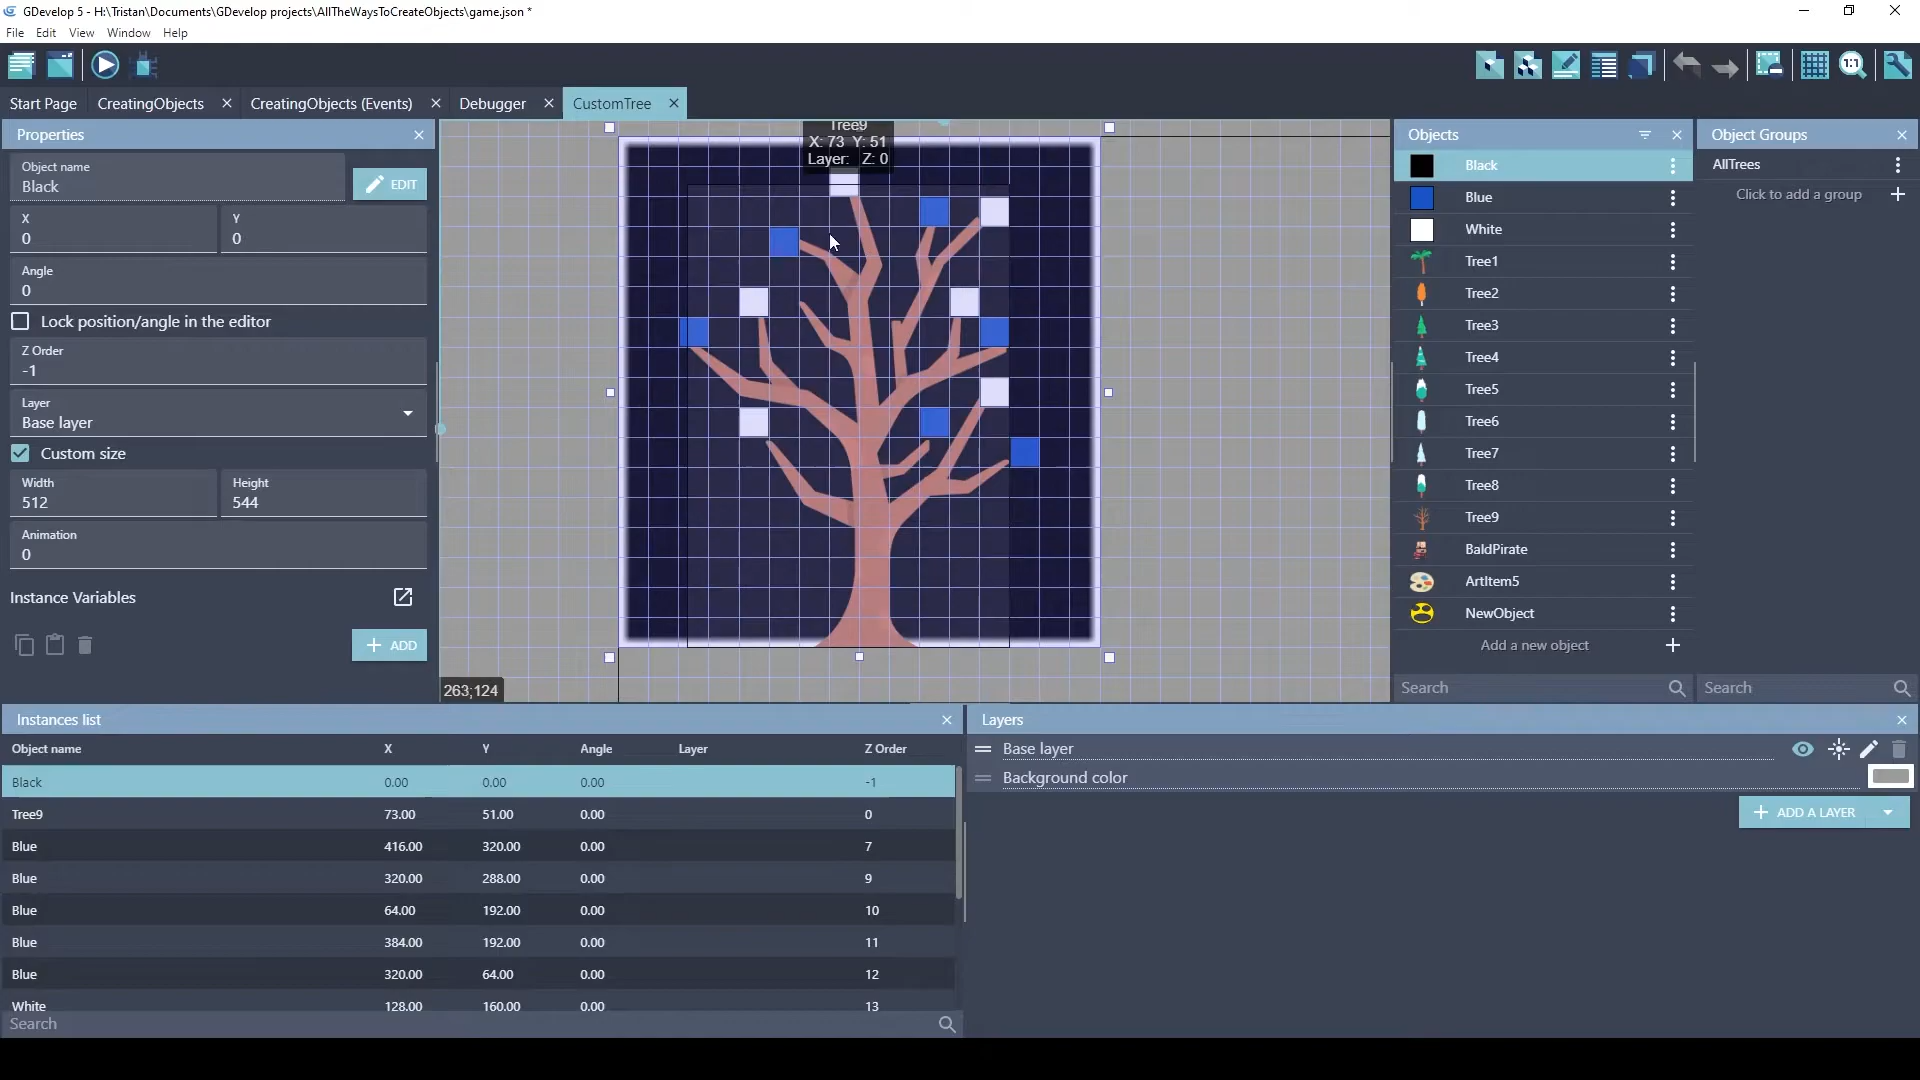 GDevelop 5 - H:\Tristan\Documents\GDevelop projects\AllTheWaysToCreateObjects\game.json *
File Edit View Window Help
1:1
Start Page CreatingObjects CreatingObjects (Events) Debugger CustomTree
Properties
Object name
Black
EDIT
X Y
0 0
Angle
0
Lock position/angle in the editor
Z Order
-1
Layer
Base layer
Custom size
Width Height
512 544
Animation
0
Instance Variables
ADD
Tree9
X: 73 Y: 51
Layer: Z: 0
263;124
Objects
Black
Blue
White
Tree1
Tree2
Tree3
Tree4
Tree5
Tree6
Tree7
Tree8
Tree9
BaldPirate
ArtItem5
NewObject
Add a new object
Search
Object Groups
AllTrees
Click to add a group
Search
Instances list
Object name X Y Angle Layer Z Order
Black 0.00 0.00 0.00 -1
Tree9 73.00 51.00 0.00 0
Blue 416.00 320.00 0.00 7
Blue 320.00 288.00 0.00 9
Blue 64.00 192.00 0.00 10
Blue 384.00 192.00 0.00 11
Blue 320.00 64.00 0.00 12
White 128.00 160.00 0.00 13
Search
Layers
Base layer
Background color
ADD A LAYER